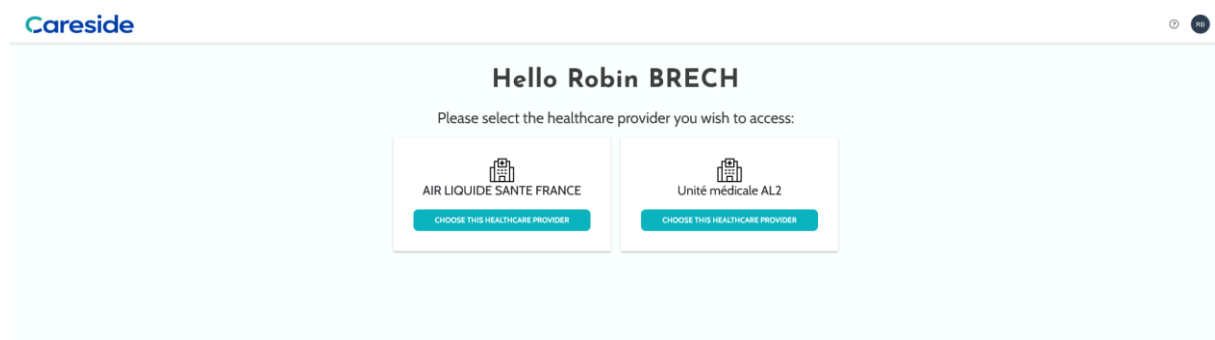 Careside
RB
Hello Robin BRECH
Please select the healthcare provider you wish to access:
AIR LIQUIDE SANTE FRANCE
CHOOSE THIS HEALTHCARE PROVIDER
Unité médicale AL2
CHOOSE THIS HEALTHCARE PROVIDER